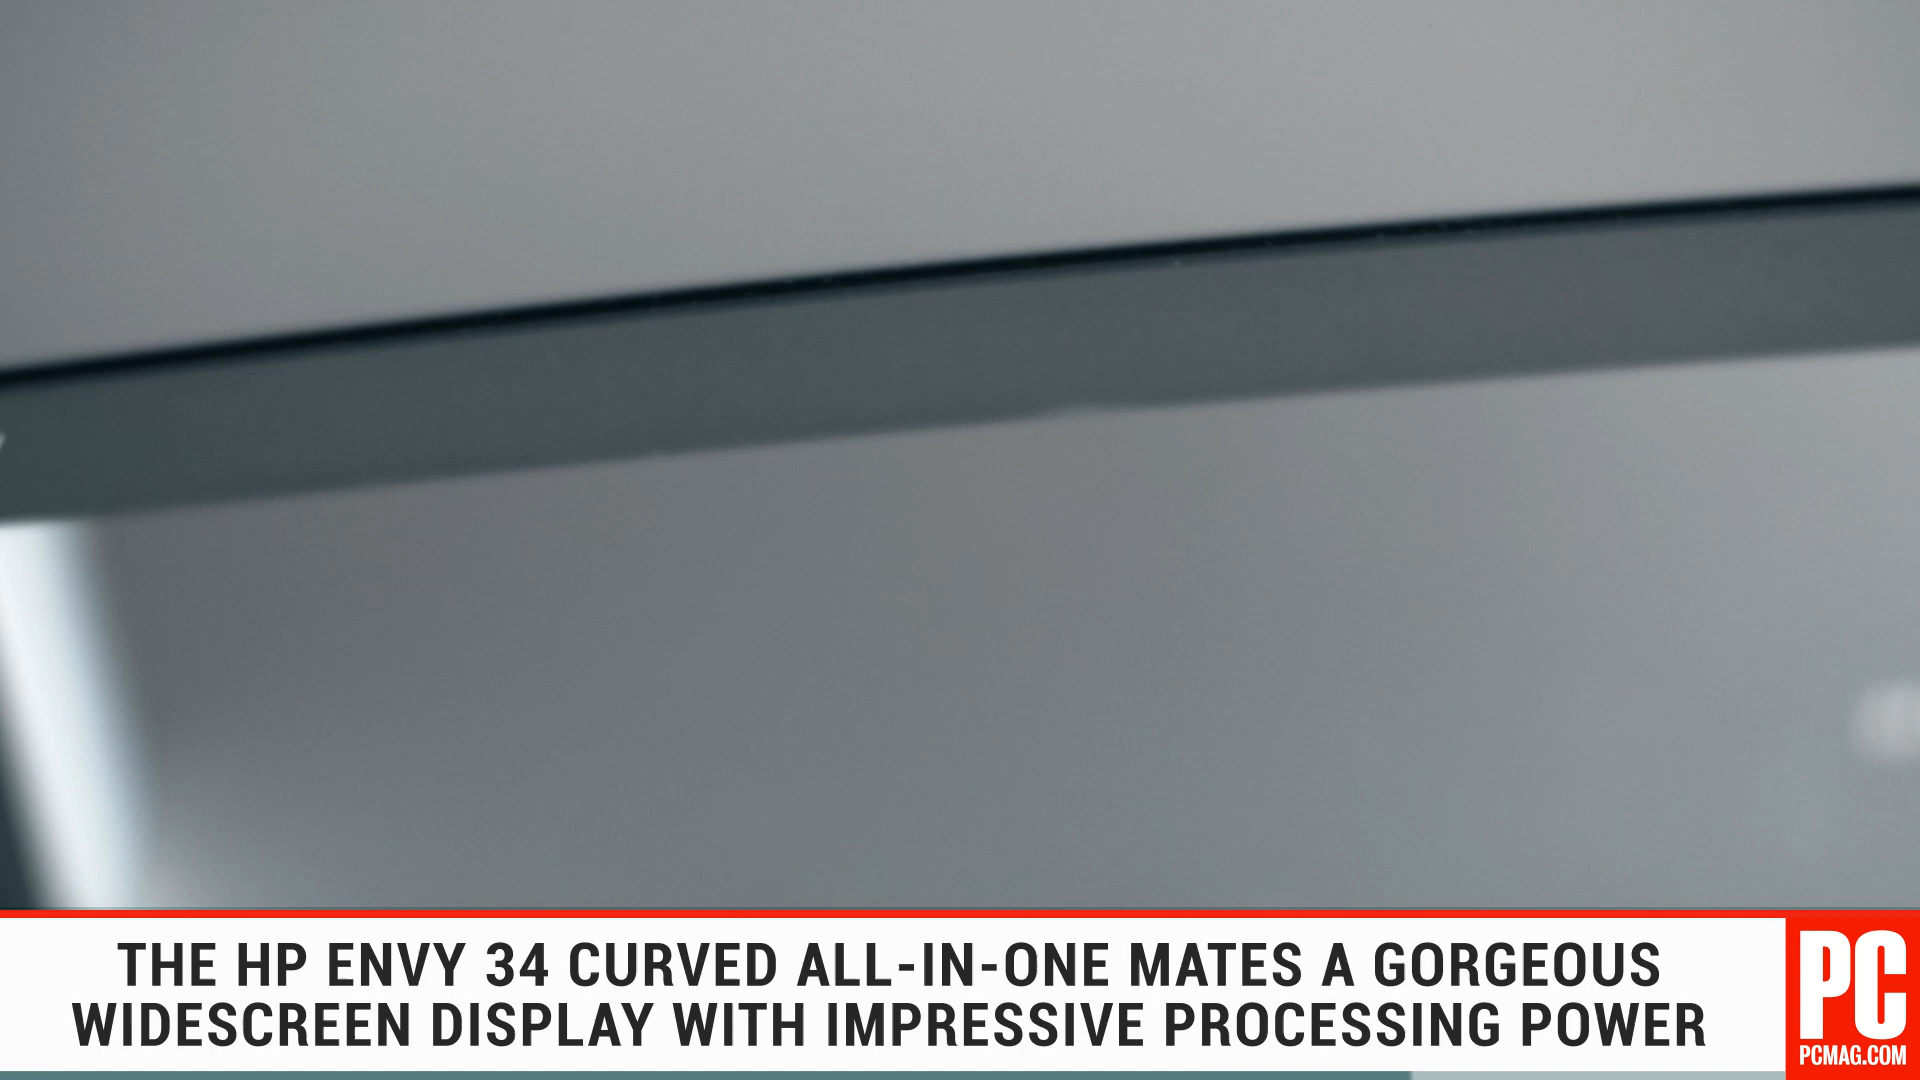 THE HP ENVY 34 CURVED ALL-IN-ONE MATES A GORGEOUS
WIDESCREEN DISPLAY WITH IMPRESSIVE PROCESSING POWER
PC
PCMAG.COM